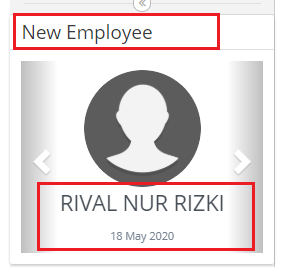 New Employee
RIVAL NUR RIZKI
18 May 2020